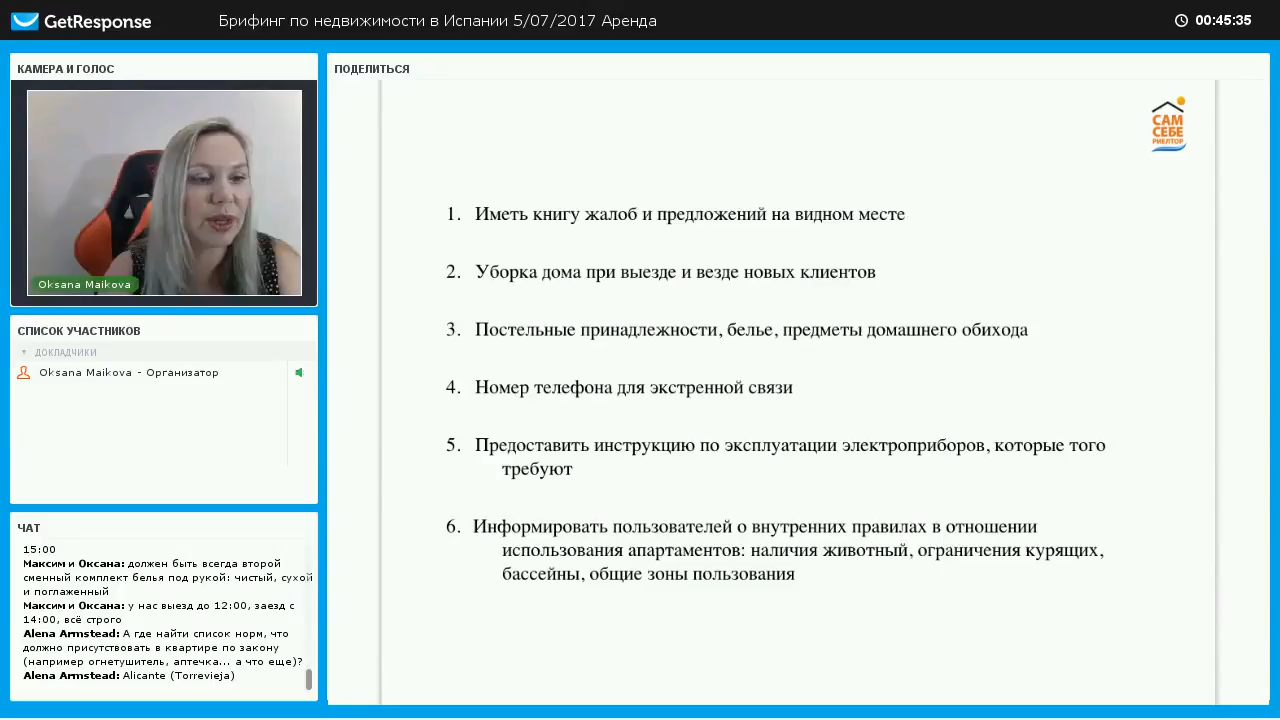 GetResponse
Брифинг по недвижимости в Испании 5/07/2017 Аренда
00:45:35
КАМЕРА И ГОЛОС
Oksana Maikova
СПИСОК УЧАСТНИКОВ
ДОКЛАДЧИКИ
Oksana Maikova - Организатор
ЧАТ
15:00
Максим и Оксана: должен быть всегда второй
сменный комплект белья под рукой: чистый, сухой
и поглаженный
Максим и Оксана: у нас выезд до 12:00, заезд с
14:00, всё строго
Alena Armstead: А где найти список норм, что
должно присутствовать в квартире по закону
(например огнетушитель, аптечка... а что еще)?
Alena Armstead: Alicante (Torrevieja)
ПОДЕЛИТЬСЯ
САМ
СЕБЕ
РИЕЛТОР
1. Иметь книгу жалоб и предложений на видном месте
2. Уборка дома при выезде и везде новых клиентов
3. Постельные принадлежности, белье, предметы домашнего обихода
4. Номер телефона для экстренной связи
5. Предоставить инструкцию по эксплуатации электроприборов, которые того
требуют
6. Информировать пользователей о внутренних правилах в отношении
использования апартаментов: наличия животный, ограничения курящих,
бассейны, общие зоны пользования